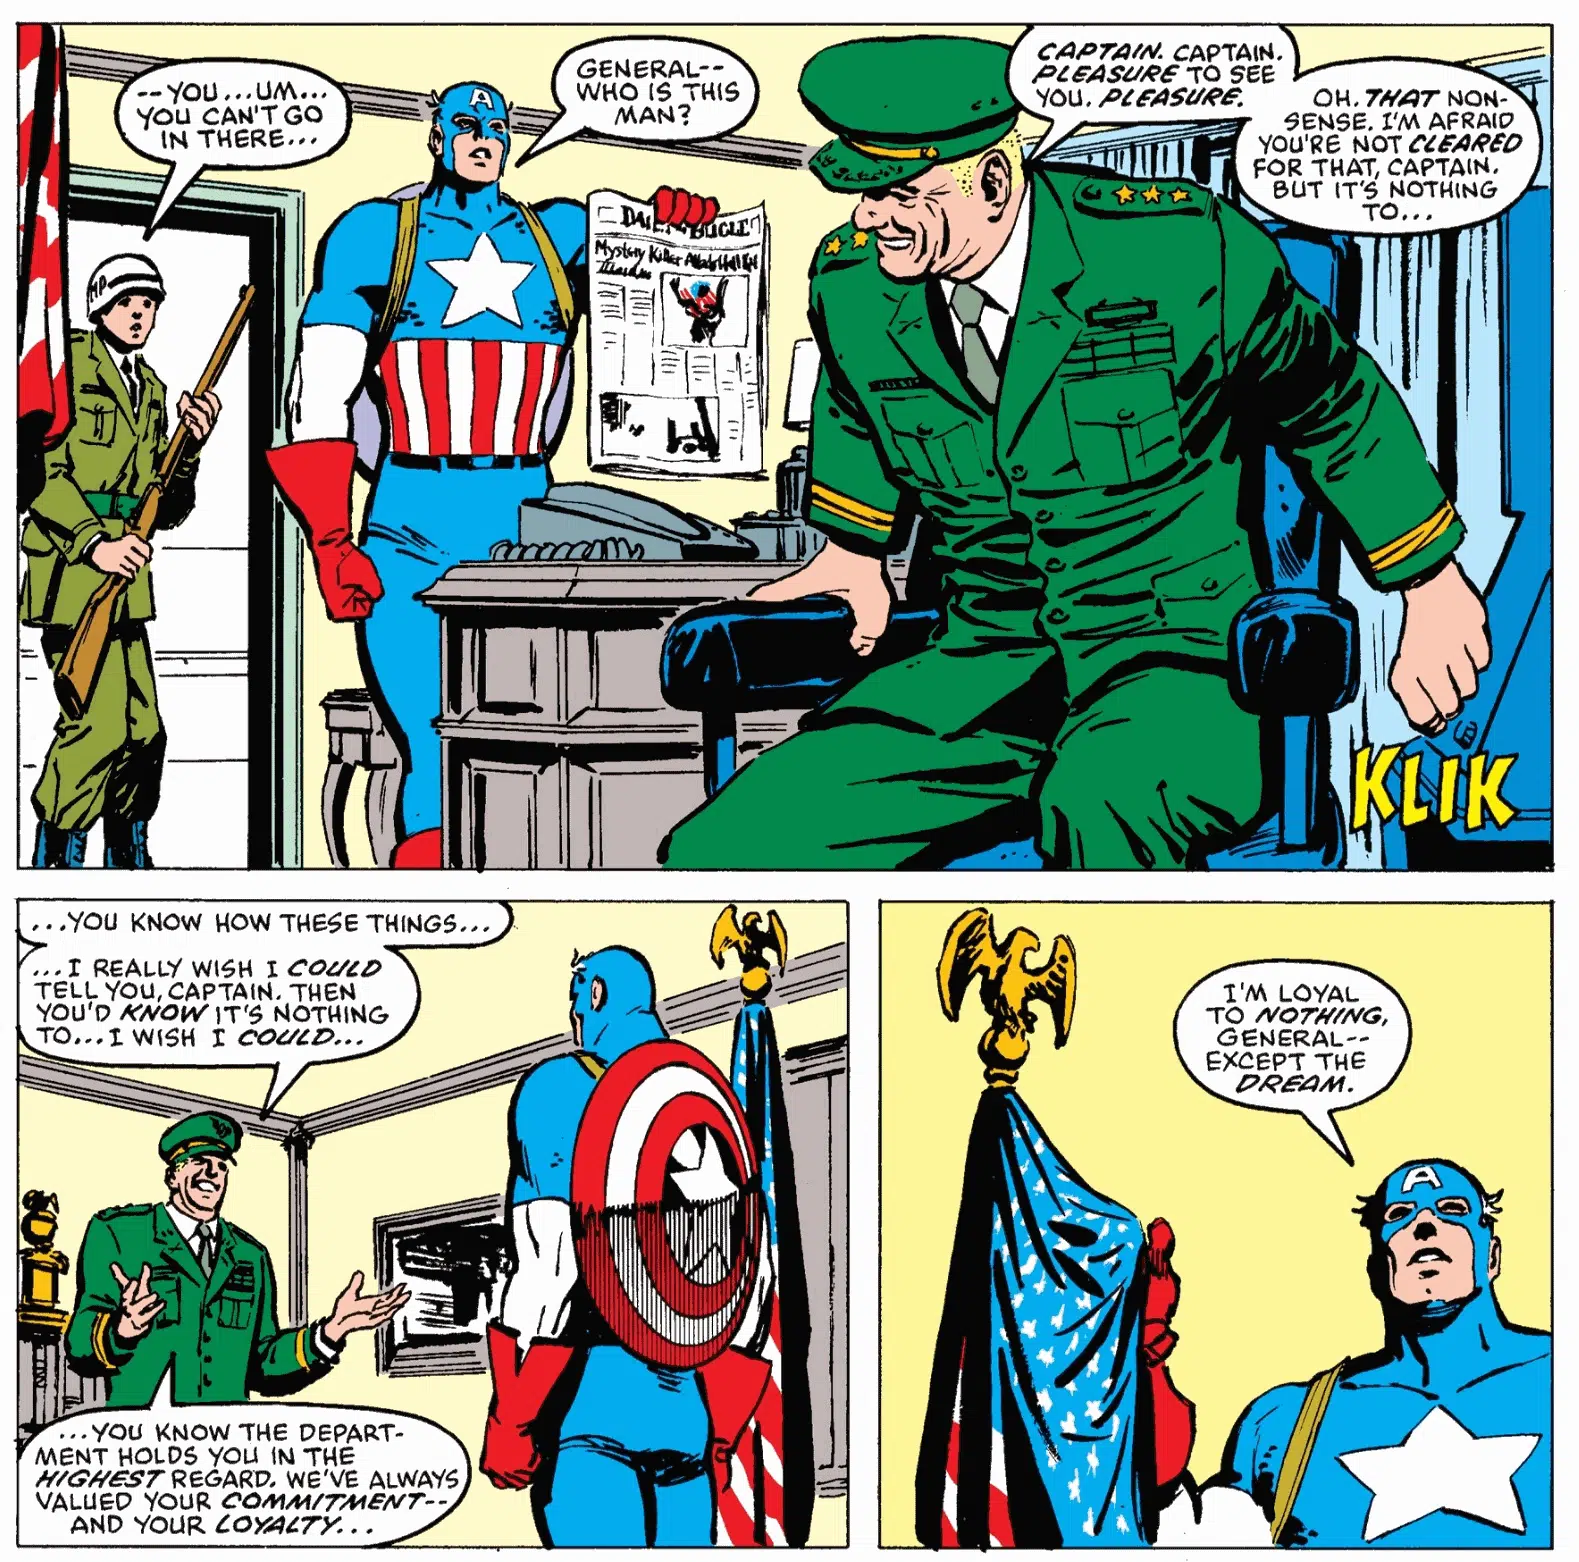 --YOU...UM...
YOU CAN'T GO
IN THERE...
GENERAL--
WHO IS THIS
MAN?
CAPTAIN. CAPTAIN.
PLEASURE TO SEE
YOU. PLEASURE.
OH. THAT NON-
SENSE. I'M AFRAID
YOU'RE NOT CLEARED
FOR THAT, CAPTAIN.
BUT IT'S NOTHING
TO...
MP
A
DAILY BUGLE
Mystery Killer
KLIK
...YOU KNOW HOW THESE THINGS...
...I REALLY WISH I COULD
TELL YOU, CAPTAIN. THEN
YOU'D KNOW IT'S NOTHING
TO...I WISH I COULD...
...YOU KNOW THE DEPART-
MENT HOLDS YOU IN THE
HIGHEST REGARD. WE'VE ALWAYS
VALUED YOUR COMMITMENT--
AND YOUR LOYALTY...
I'M LOYAL
TO NOTHING,
GENERAL--
EXCEPT THE
DREAM.
A